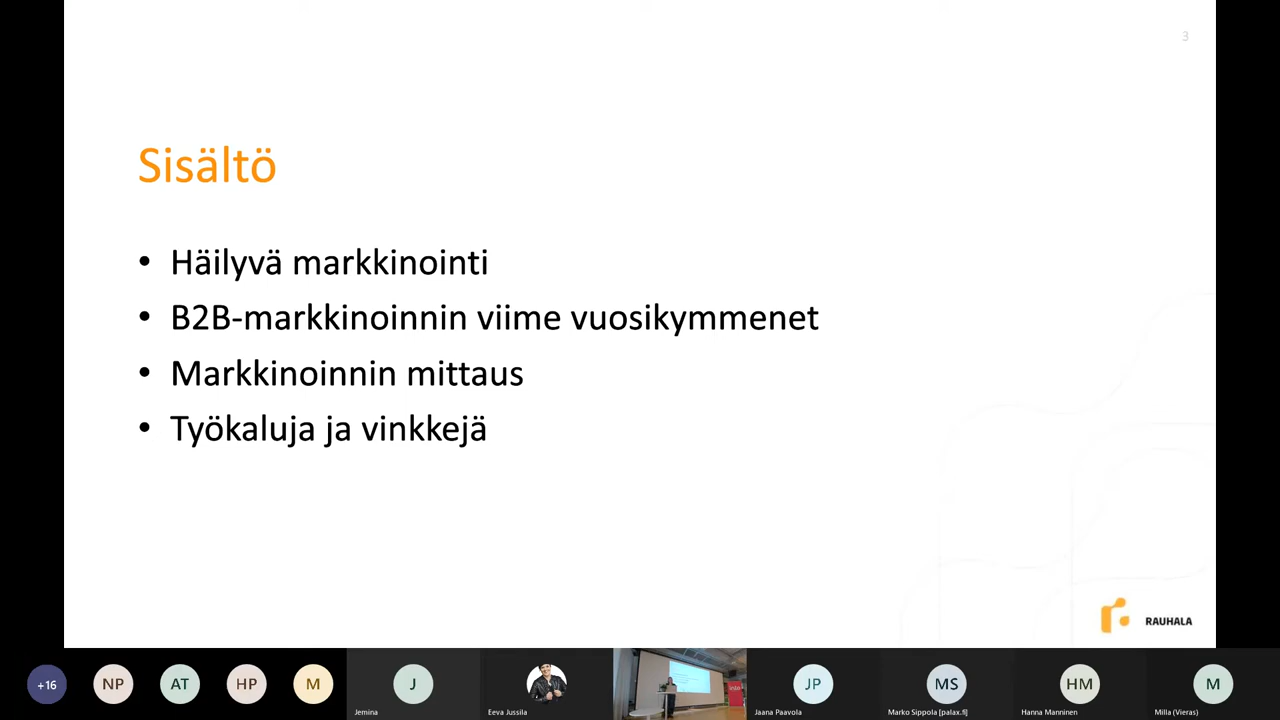 3
Sisältö
• Häilyvä markkinointi
• B2B-markkinoinnin viime vuosikymmenet
• Markkinoinnin mittaus
• Työkaluja ja vinkkejä
RAUHALA
+16
NP
AT
HP
M
J
JP
MS
HM
M
Jemina
Eeva Jussila
Jaana Paavola
Marko Sippola [palax.fi]
Hanna Manninen
Milla (Vieras)